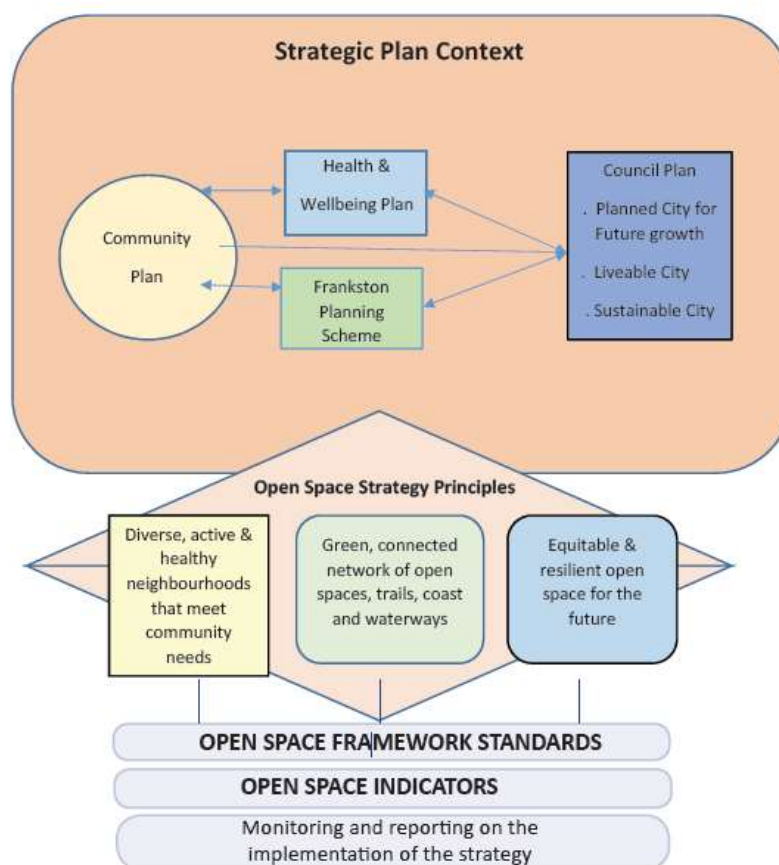 Strategic Plan Context
Health &
Wellbeing Plan
Community
Plan
Frankston
Planning
Scheme
Council Plan
. Planned City for
Future growth
. Liveable City
. Sustainable City
Open Space Strategy Principles
Diverse, active &
healthy
neighbourhoods
that meet
community
needs
Green, connected
network of open
spaces, trails, coast
and waterways
Equitable &
resilient open
space for the
future
OPEN SPACE FRAMEWORK STANDARDS
OPEN SPACE INDICATORS
Monitoring and reporting on the
implementation of the strategy